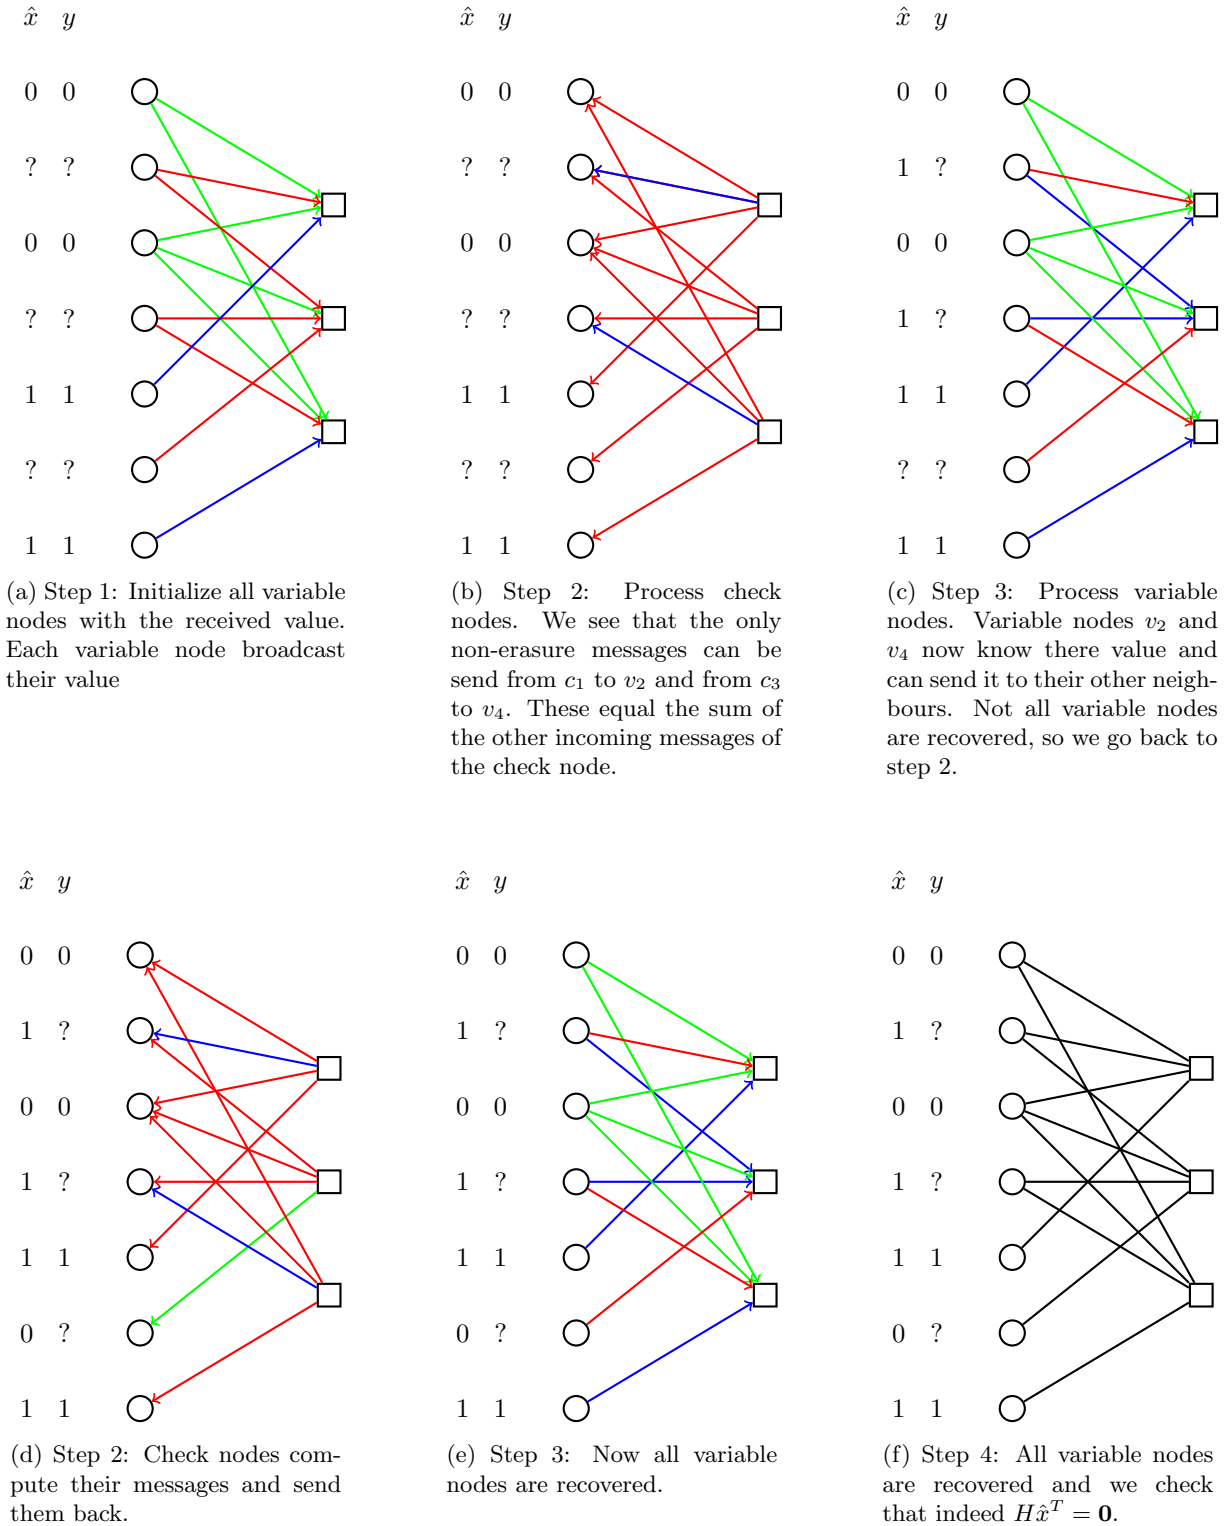 x̂ y
0 0
? ?
0 0
? ?
1 1
? ?
1 1
(a) Step 1: Initialize all variable
nodes with the received value.
Each variable node broadcast
their value
x̂ y
0 0
? ?
0 0
? ?
1 1
? ?
1 1
(b) Step 2: Process check
nodes. We see that the only
non-erasure messages can be
send from c₁ to v₂ and from c₃
to v₄. These equal the sum of
the other incoming messages of
the check node.
x̂ y
0 0
1 ?
0 0
1 ?
1 1
? ?
1 1
(c) Step 3: Process variable
nodes. Variable nodes v₂ and
v₄ now know there value and
can send it to their other neigh-
bours. Not all variable nodes
are recovered, so we go back to
step 2.
x̂ y
0 0
1 ?
0 0
1 ?
1 1
0 ?
1 1
(d) Step 2: Check nodes com-
pute their messages and send
them back.
x̂ y
0 0
1 ?
0 0
1 ?
1 1
0 ?
1 1
(e) Step 3: Now all variable
nodes are recovered.
x̂ y
0 0
1 ?
0 0
1 ?
1 1
0 ?
1 1
(f) Step 4: All variable nodes
are recovered and we check
that indeed Hx̂ᵀ = 0.